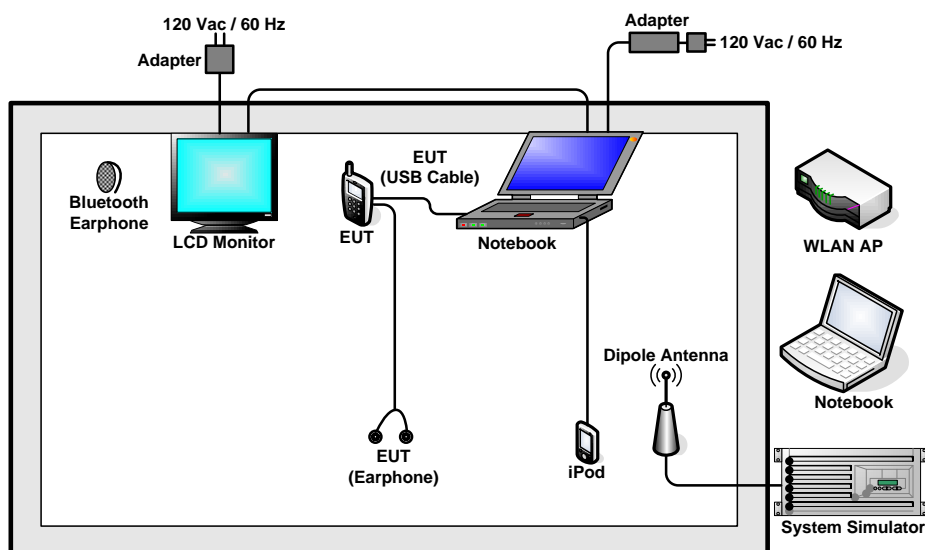 120 Vac / 60 Hz
Adapter
Adapter
120 Vac / 60 Hz
Bluetooth
Earphone
LCD Monitor
EUT
(USB Cable)
EUT
Notebook
WLAN AP
Dipole Antenna
Notebook
EUT
(Earphone)
iPod
System Simulator